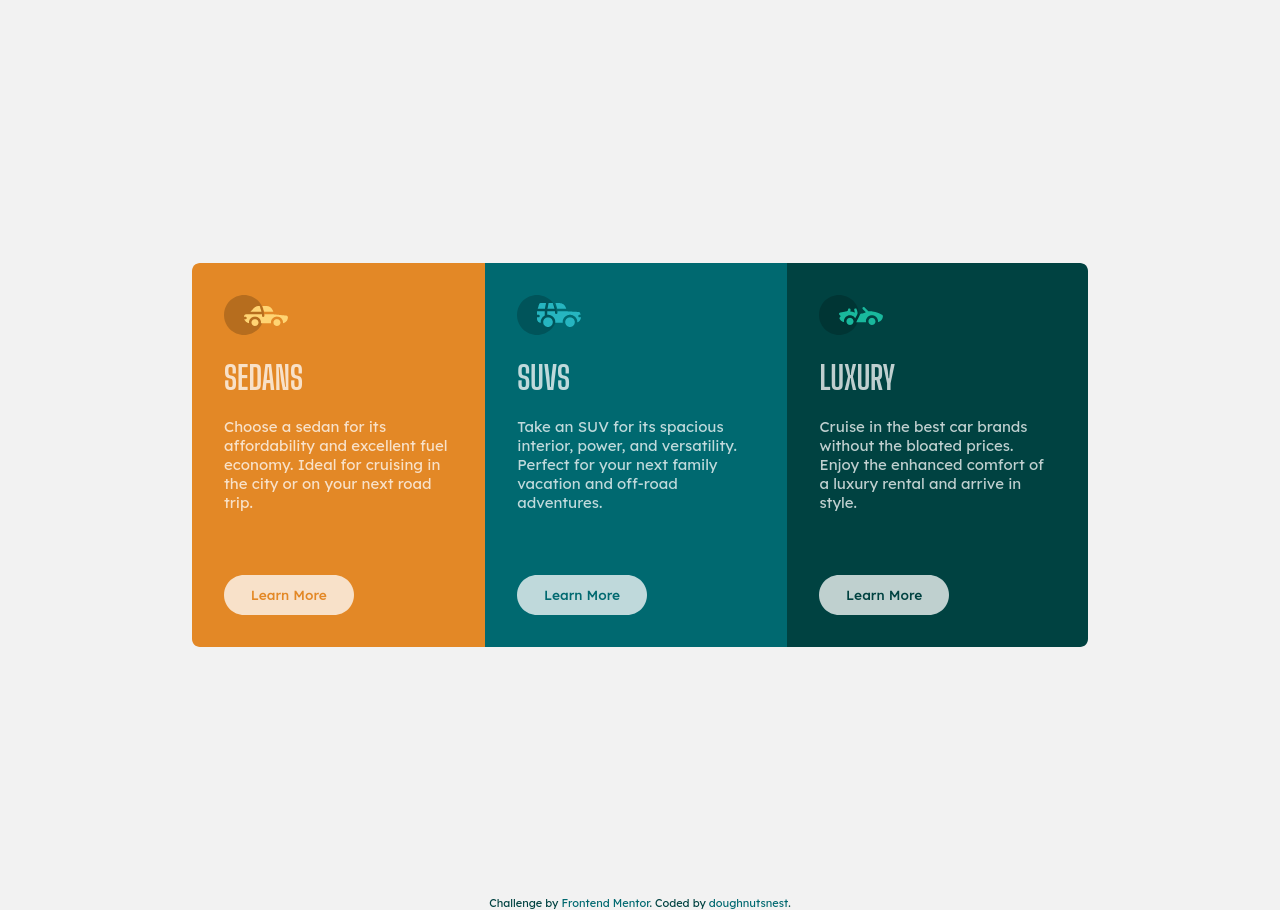 SEDANS
Choose a sedan for its
affordability and excellent fuel
economy. Ideal for cruising in
the city or on your next road
trip.
Learn More
SUVS
Take an SUV for its spacious
interior, power, and versatility.
Perfect for your next family
vacation and off-road
adventures.
Learn More
LUXURY
Cruise in the best car brands
without the bloated prices.
Enjoy the enhanced comfort of
a luxury rental and arrive in
style.
Learn More
Challenge by Frontend Mentor. Coded by doughnutsnest.